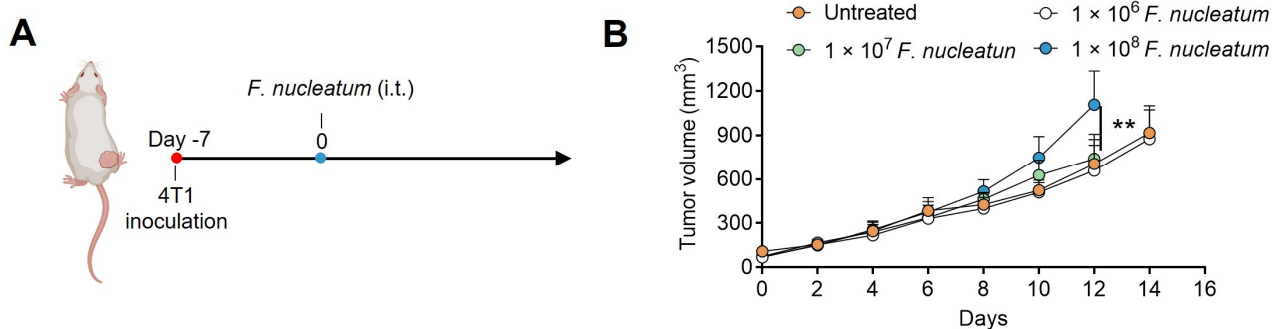 A
F. nucleatum (i.t.)
Day -7
0
4T1
inoculation
B
Untreated
1 × 10⁶ F. nucleatum
1 × 10⁷ F. nucleatun
1 × 10⁸ F. nucleatum
Tumor volume (mm³)
1500
1200
900
600
300
0
**
0 2 4 6 8 10 12 14 16
Days